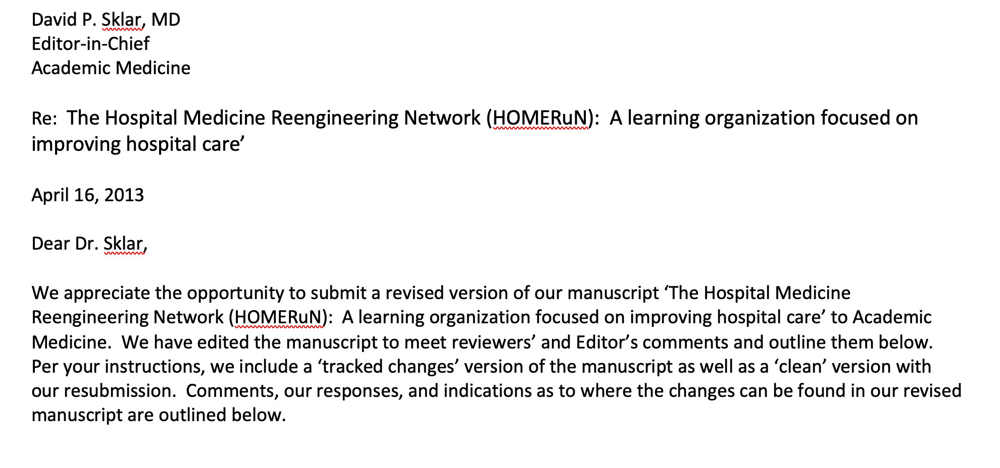 David P. Sklar, MD
Editor-in-Chief
Academic Medicine
Re:  The Hospital Medicine Reengineering Network (HOMERuN):  A learning organization focused on
improving hospital care’
April 16, 2013
Dear Dr. Sklar,
We appreciate the opportunity to submit a revised version of our manuscript ‘The Hospital Medicine
Reengineering Network (HOMERuN):  A learning organization focused on improving hospital care’ to Academic
Medicine.  We have edited the manuscript to meet reviewers’ and Editor’s comments and outline them below.
Per your instructions, we include a ‘tracked changes’ version of the manuscript as well as a ‘clean’ version with
our resubmission.  Comments, our responses, and indications as to where the changes can be found in our revised
manuscript are outlined below.